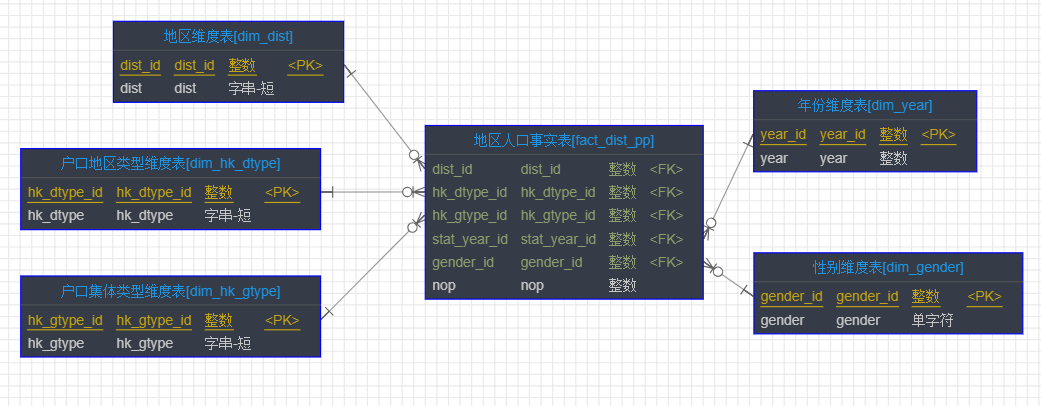 地区维度表[dim_dist]
dist_id dist_id 整数 <PK>
dist dist 字串-短
户口地区类型维度表[dim_hk_dtype]
hk_dtype_id hk_dtype_id 整数 <PK>
hk_dtype hk_dtype 字串-短
户口集体类型维度表[dim_hk_gtype]
hk_gtype_id hk_gtype_id 整数 <PK>
hk_gtype hk_gtype 字串-短
地区人口事实表[fact_dist_pp]
dist_id dist_id 整数 <FK>
hk_dtype_id hk_dtype_id 整数 <FK>
hk_gtype_id hk_gtype_id 整数 <FK>
stat_year_id stat_year_id 整数 <FK>
gender_id gender_id 整数 <FK>
nop nop 整数
年份维度表[dim_year]
year_id year_id 整数 <PK>
year year 整数
性别维度表[dim_gender]
gender_id gender_id 整数 <PK>
gender gender 单字符